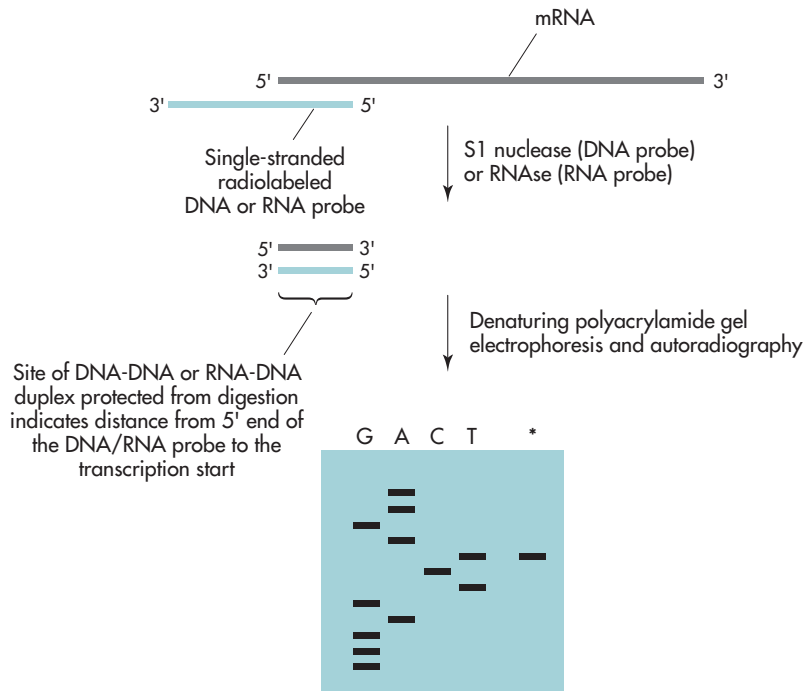 mRNA
5'
3'
3'
5'
Single-stranded
radiolabeled
DNA or RNA probe
S1 nuclease (DNA probe)
or RNAse (RNA probe)
5'
3'
3'
5'
Denaturing polyacrylamide gel
electrophoresis and autoradiography
Site of DNA-DNA or RNA-DNA
duplex protected from digestion
indicates distance from 5' end of
the DNA/RNA probe to the
transcription start
G A C T *